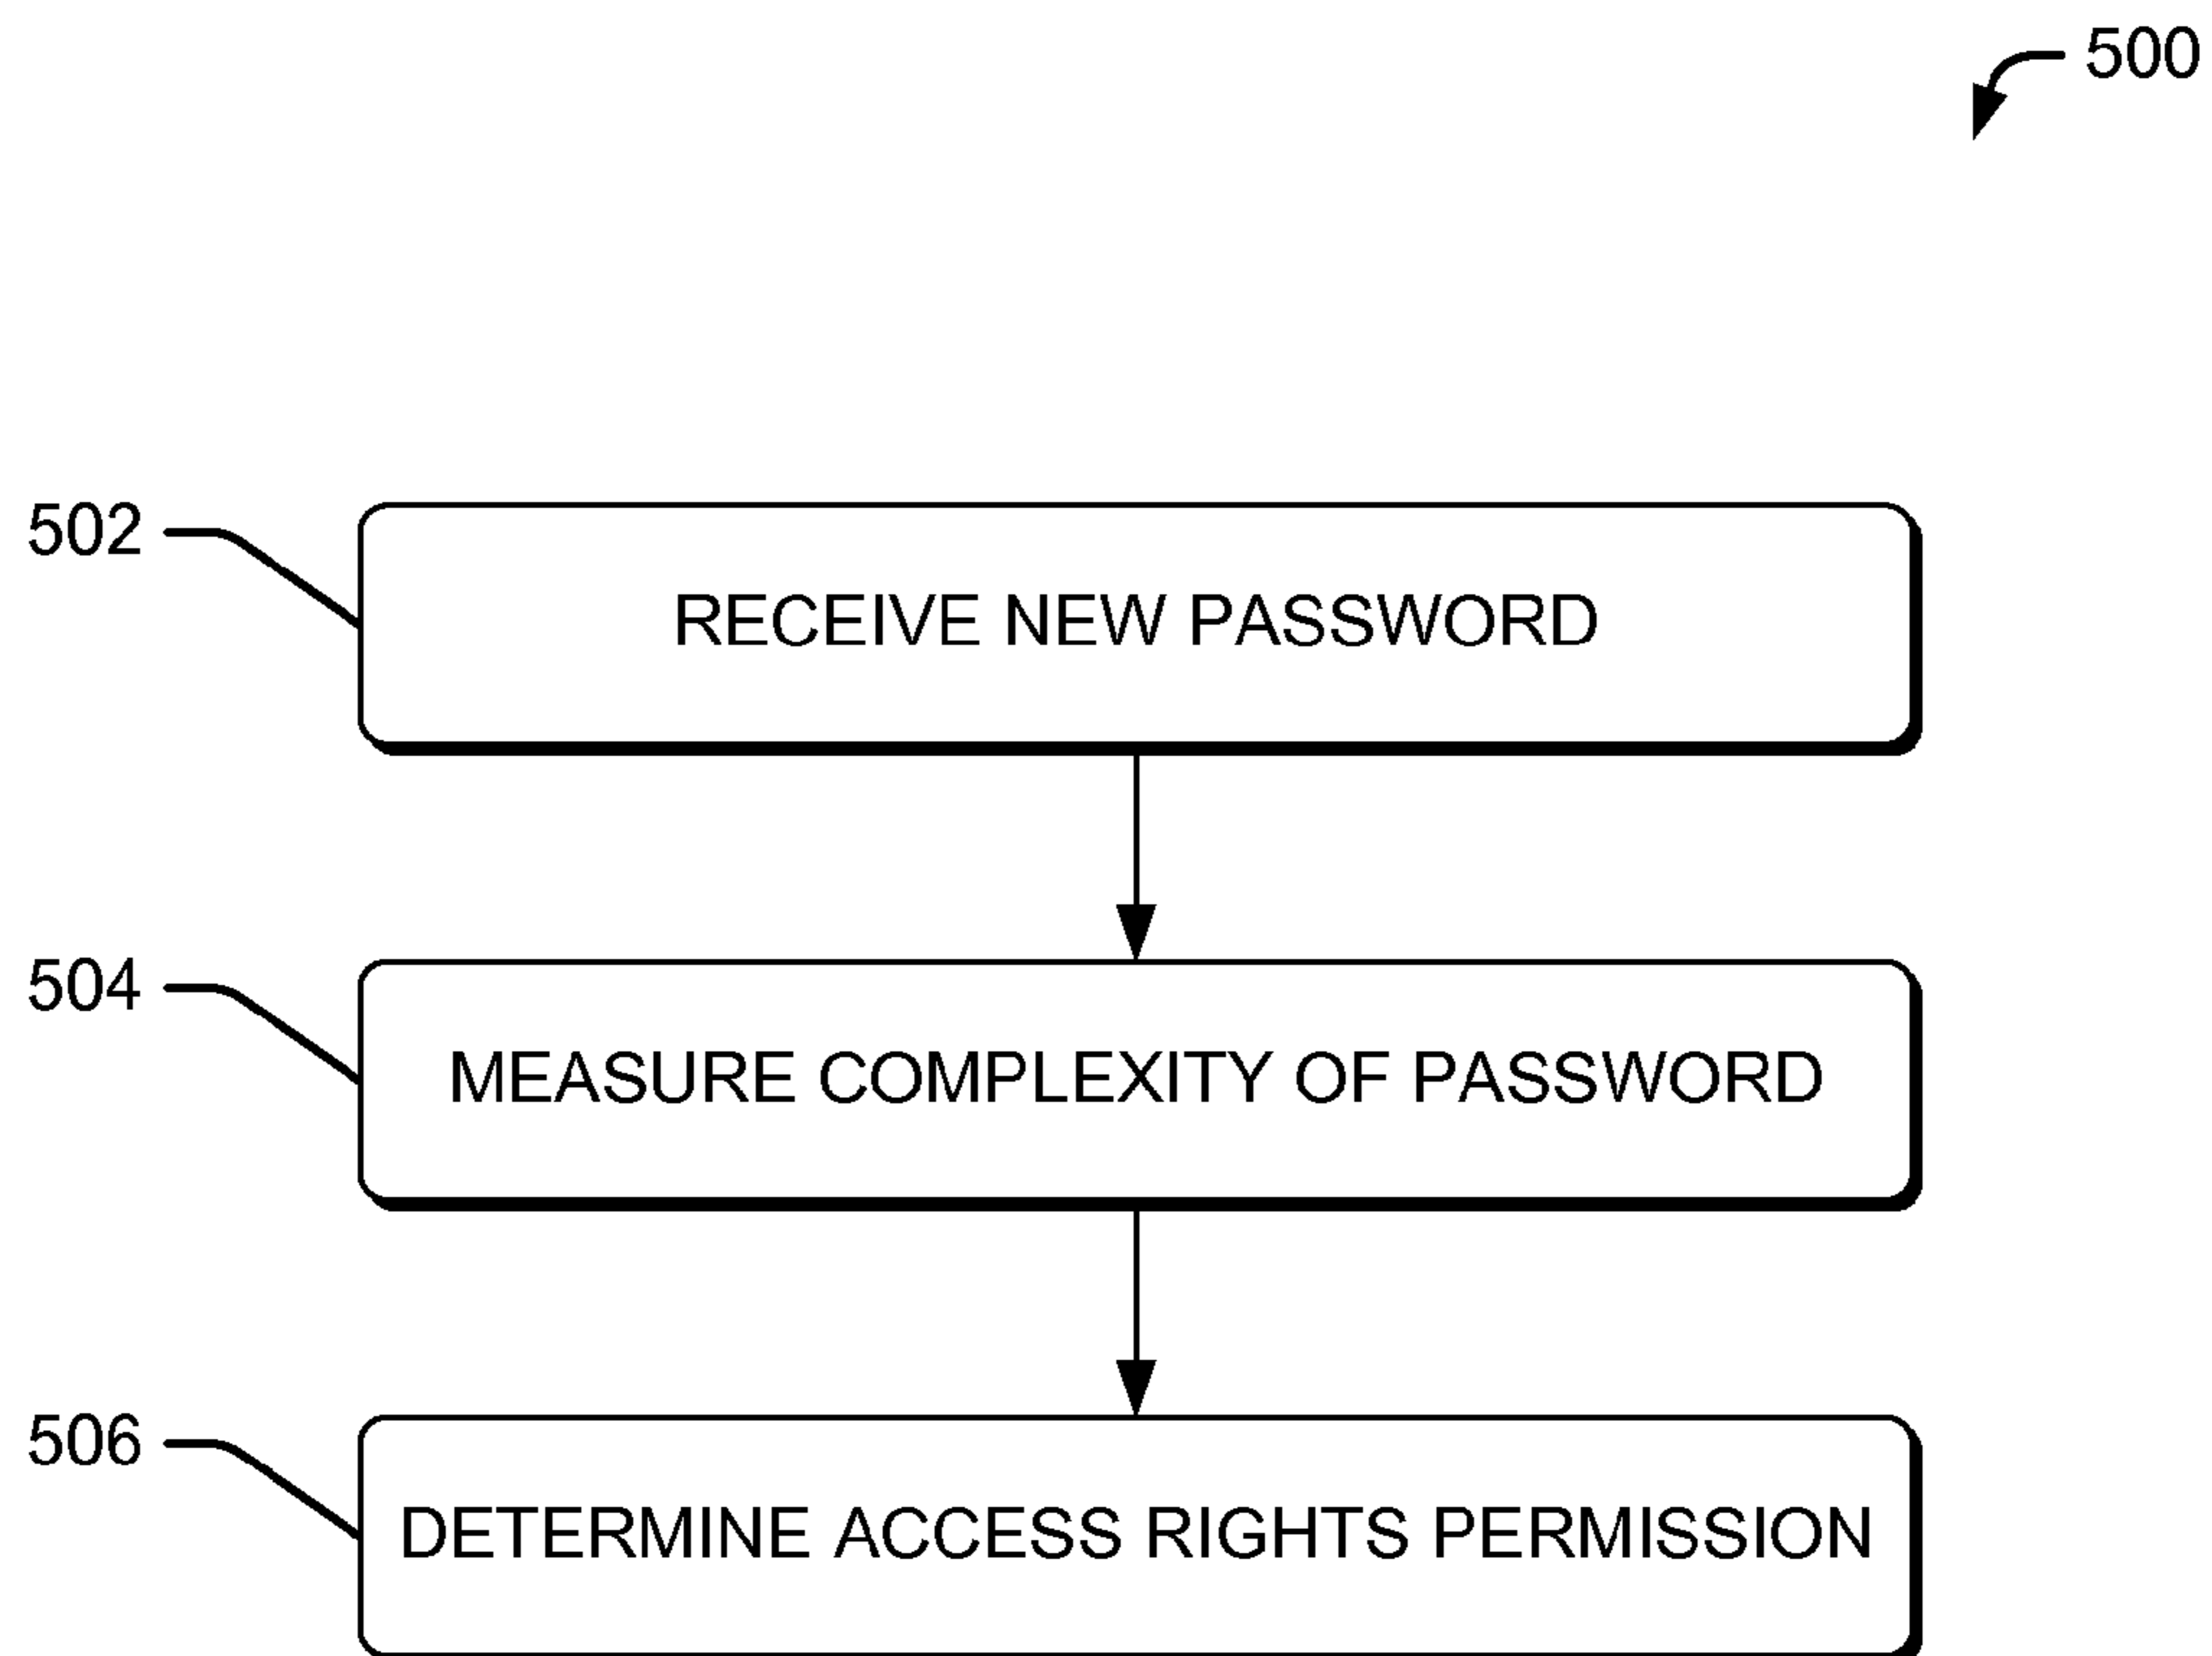 500
502
RECEIVE NEW PASSWORD
504
MEASURE COMPLEXITY OF PASSWORD
506
DETERMINE ACCESS RIGHTS PERMISSION